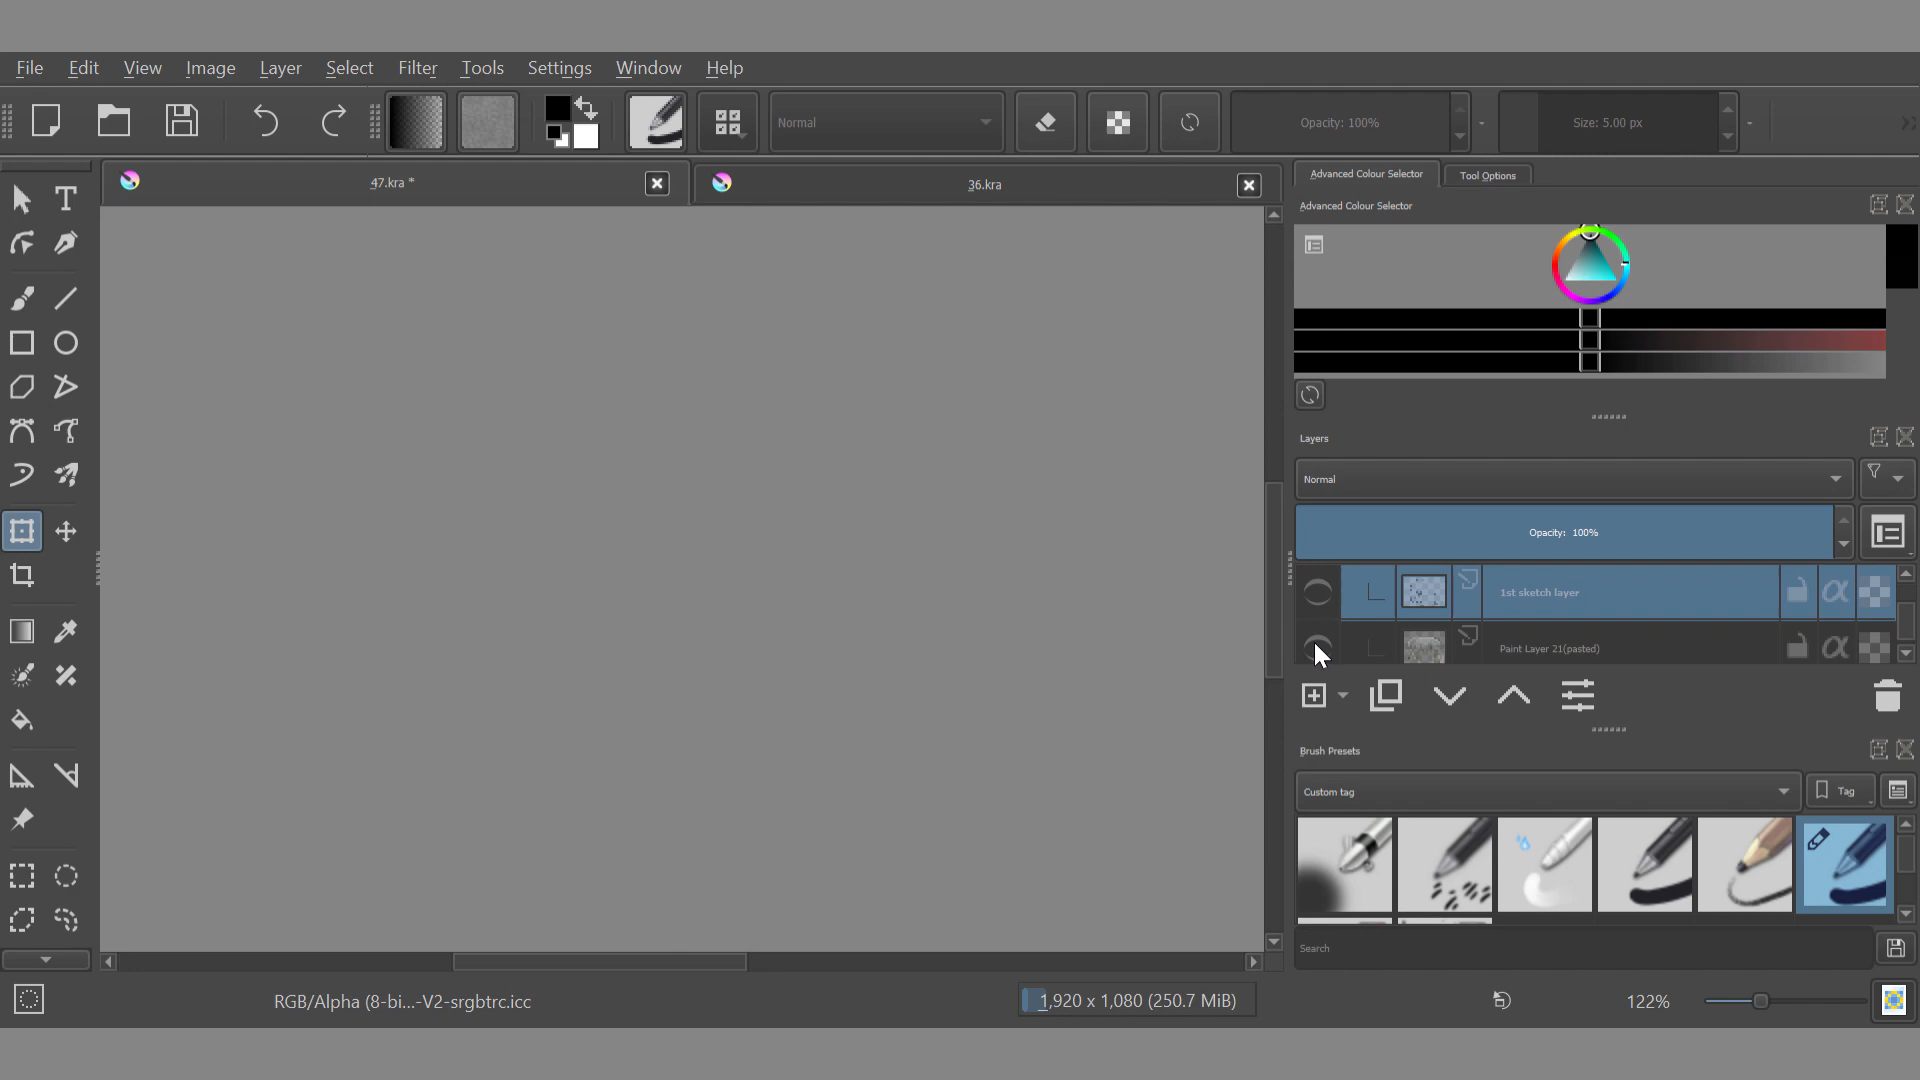 File Edit View Image Layer Select Filter Tools Settings Window Help
Normal Opacity: 100% Size: 5.00 px
47.kra * 36.kra
Advanced Colour Selector Tool Options
Advanced Colour Selector
Layers
Normal
Opacity: 100%
1st sketch layer
Paint Layer 21(pasted)
Brush Presets
Custom tag Tag
Search
RGB/Alpha (8-bi...-V2-srgbtrc.icc 1,920 x 1,080 (250.7 MiB) 122%